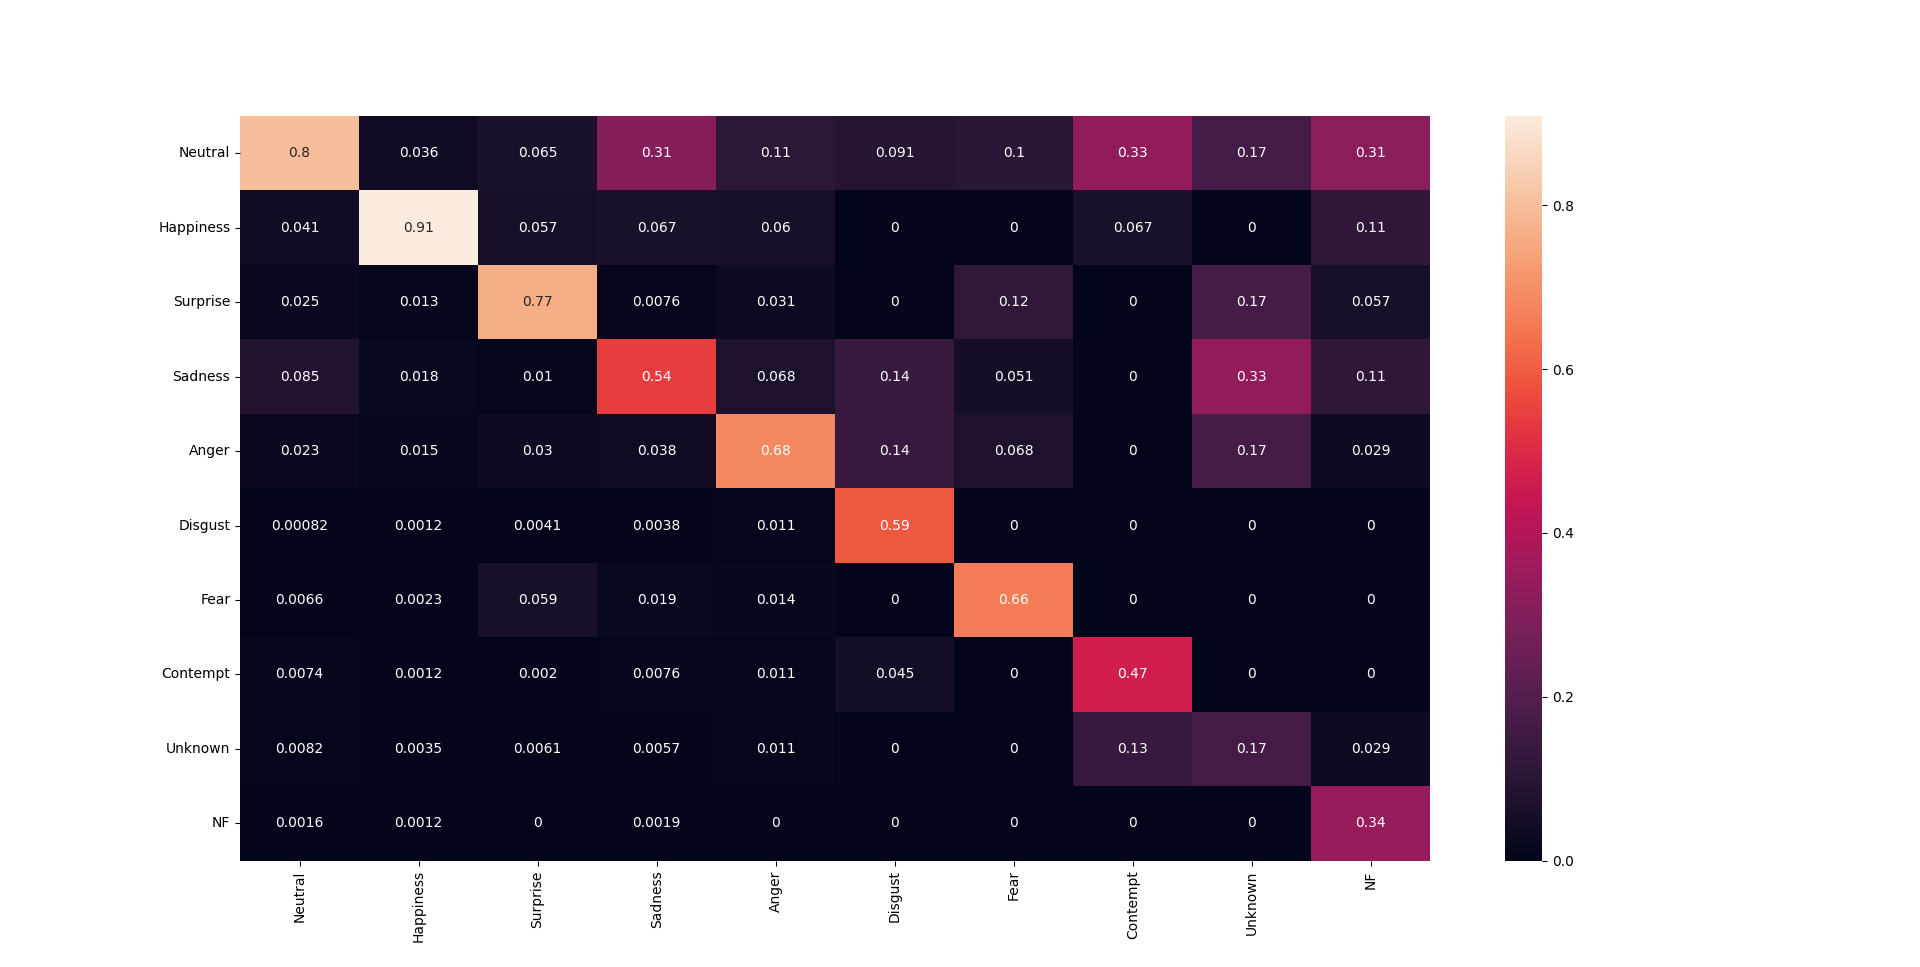 Neutral 0.8 0.036 0.065 0.31 0.11 0.091 0.1 0.33 0.17 0.31
Happiness 0.041 0.91 0.057 0.067 0.06 0 0 0.067 0 0.11
Surprise 0.025 0.013 0.77 0.0076 0.031 0 0.12 0 0.17 0.057
Sadness 0.085 0.018 0.01 0.54 0.068 0.14 0.051 0 0.33 0.11
Anger 0.023 0.015 0.03 0.038 0.68 0.14 0.068 0 0.17 0.029
Disgust 0.00082 0.0012 0.0041 0.0038 0.011 0.59 0 0 0 0
Fear 0.0066 0.0023 0.059 0.019 0.014 0 0.66 0 0 0
Contempt 0.0074 0.0012 0.002 0.0076 0.011 0.045 0 0.47 0 0
Unknown 0.0082 0.0035 0.0061 0.0057 0.011 0 0 0.13 0.17 0.029
NF 0.0016 0.0012 0 0.0019 0 0 0 0 0 0.34
Neutral Happiness Surprise Sadness Anger Disgust Fear Contempt Unknown NF
0.8
0.6
0.4
0.2
0.0